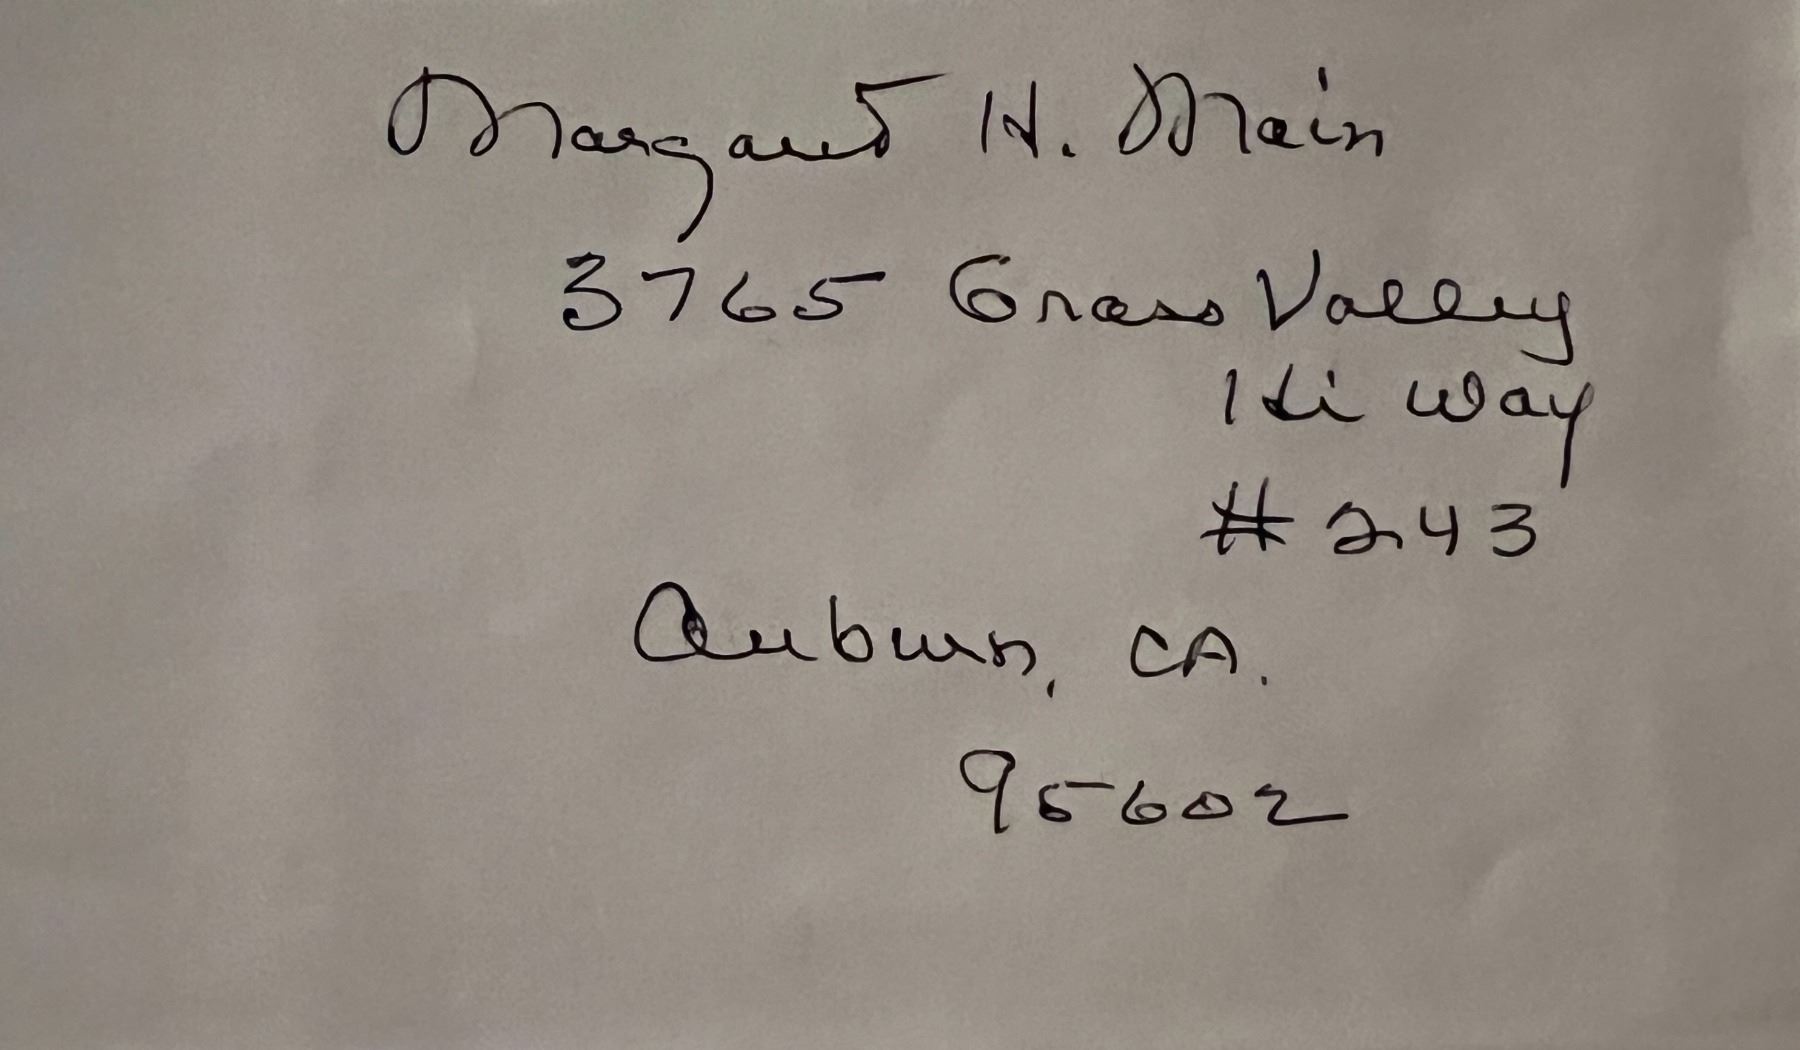 Margaret H. Main
3765 Grass Valley
Hi way
#243
Auburn, CA.
95602